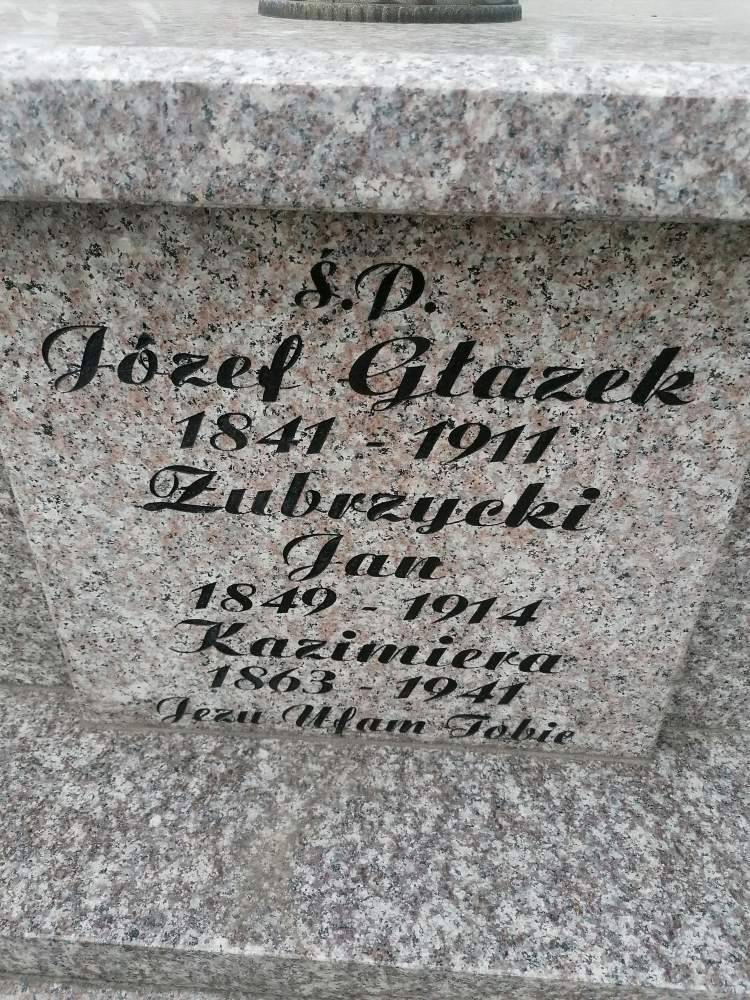 Ś.P.
Józef Głazek
1841 - 1911
Zubrzycki
Jan
1849 - 1914
Kazimiera
1863 - 1941
Jezu Ufam Tobie